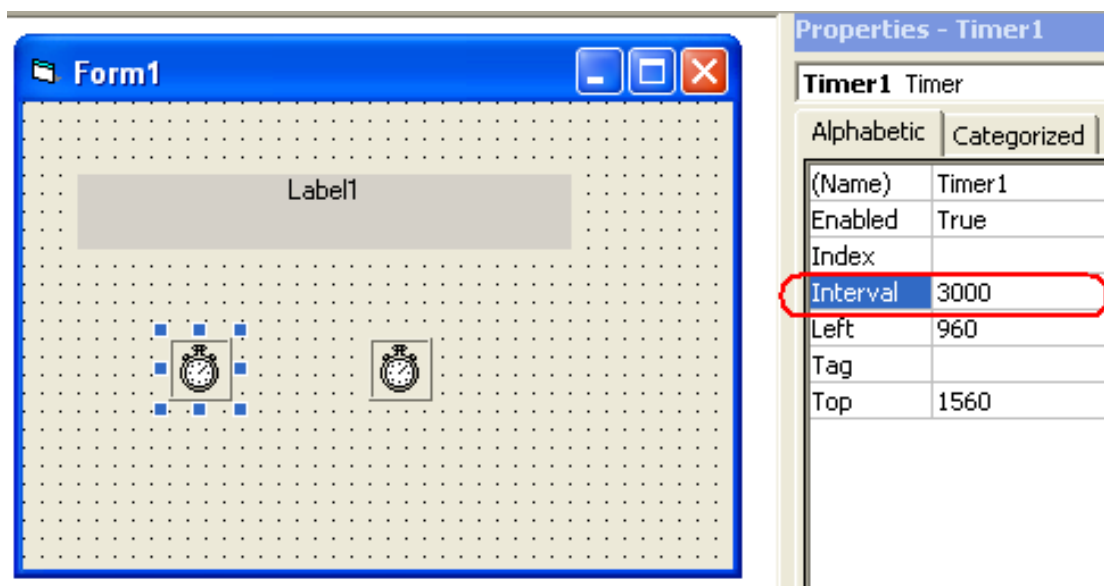 Form1
Label1
Properties - Timer1
Timer1 Timer
Alphabetic Categorized
(Name) Timer1
Enabled True
Index
Interval 3000
Left 960
Tag
Top 1560